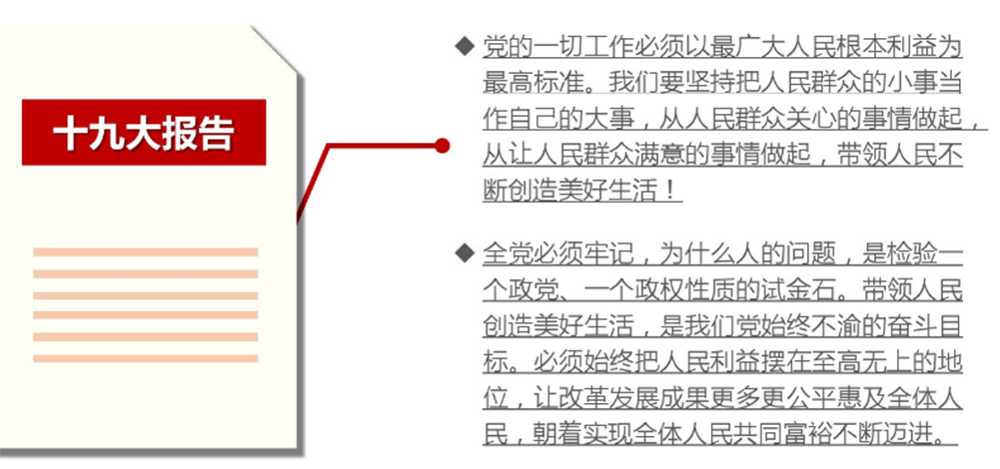 十九大报告
◆ 党的一切工作必须以最广大人民根本利益为
最高标准。我们要坚持把人民群众的小事当
作自己的大事，从人民群众关心的事情做起，
从让人民群众满意的事情做起，带领人民不
断创造美好生活！
◆ 全党必须牢记，为什么人的问题，是检验一
个政党、一个政权性质的试金石。带领人民
创造美好生活，是我们党始终不渝的奋斗目
标。必须始终把人民利益摆在至高无上的地
位，让改革发展成果更多更公平惠及全体人
民，朝着实现全体人民共同富裕不断迈进。